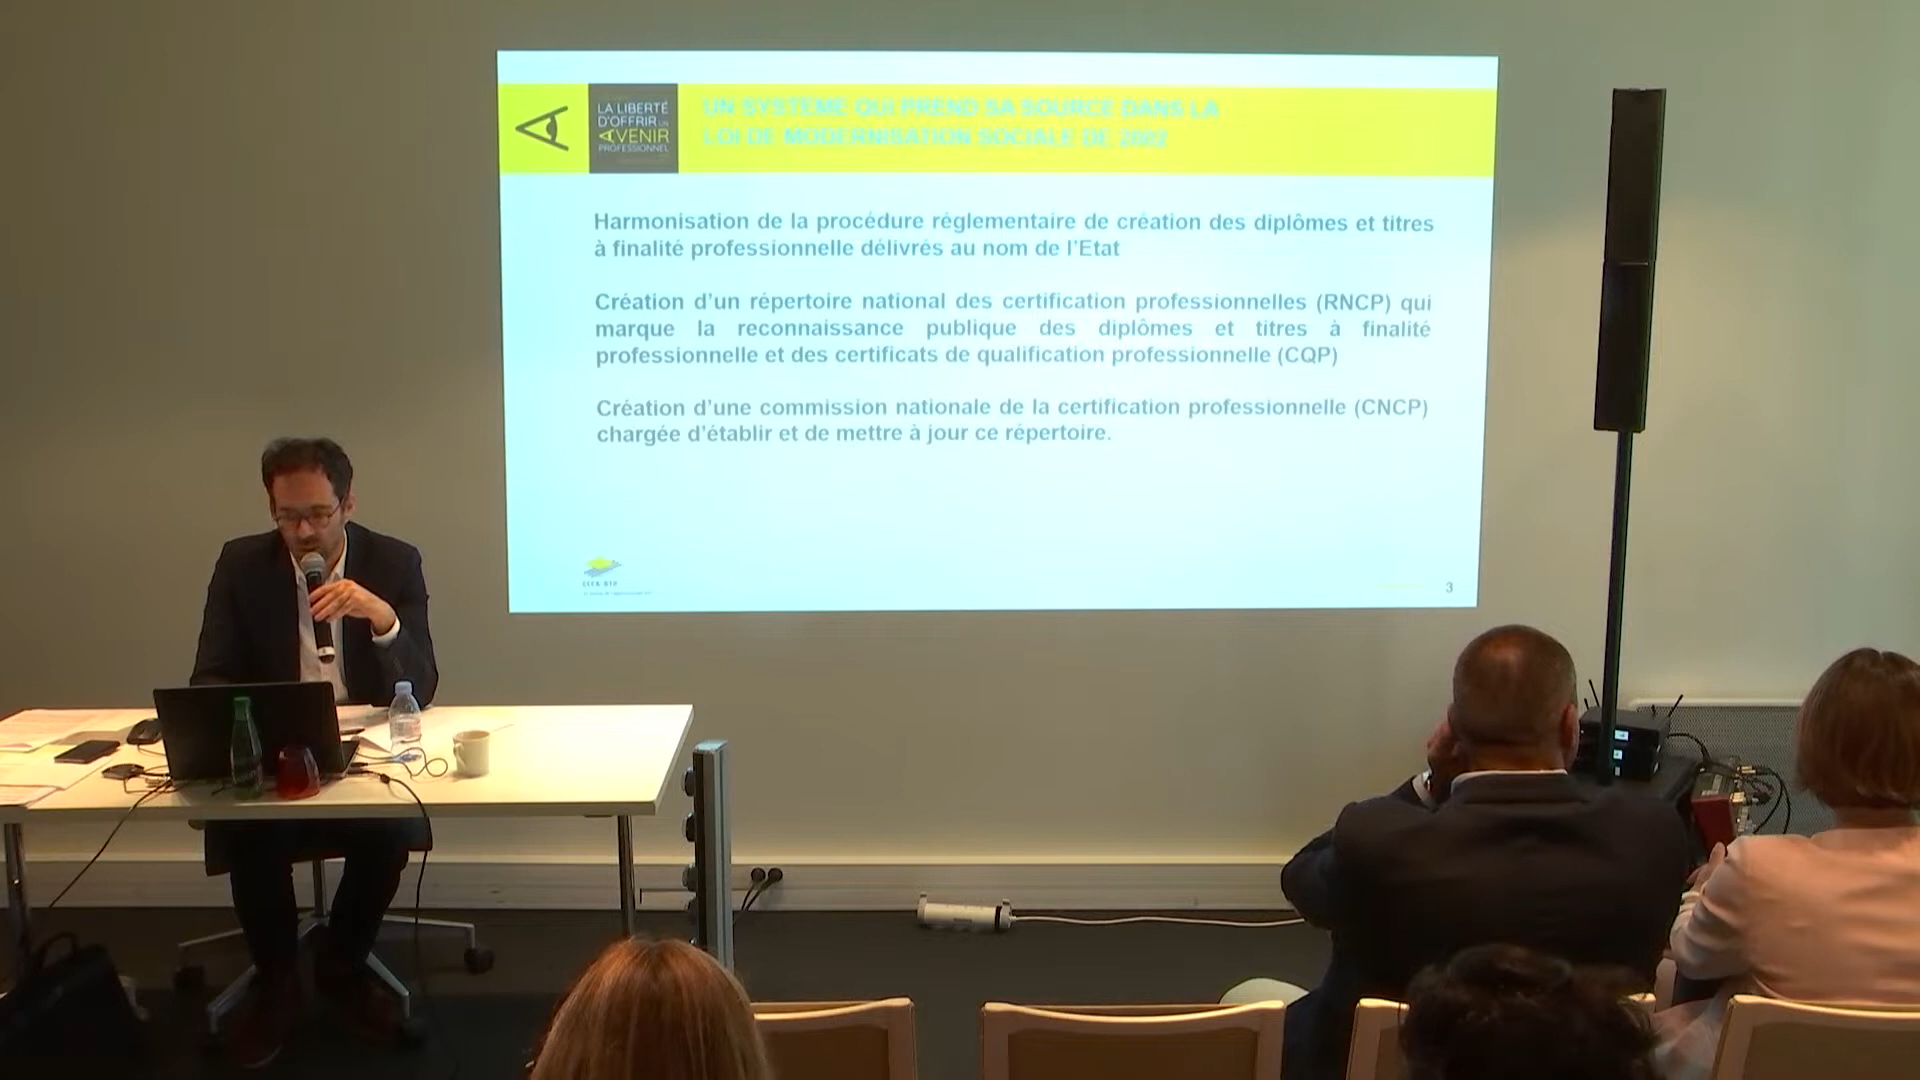 LA LIBERTÉ
D'OFFRIR UN
AVENIR
PROFESSIONNEL
UN SYSTÈME QUI PREND SA SOURCE DANS LA
LOI DE MODERNISATION SOCIALE DE 2002
Harmonisation de la procédure réglementaire de création des diplômes et titres
à finalité professionnelle délivrés au nom de l'Etat
Création d'un répertoire national des certification professionnelles (RNCP) qui
marque la reconnaissance publique des diplômes et titres à finalité
professionnelle et des certificats de qualification professionnelle (CQP)
Création d'une commission nationale de la certification professionnelle (CNCP)
chargée d'établir et de mettre à jour ce répertoire.
CCCA-BTP
3